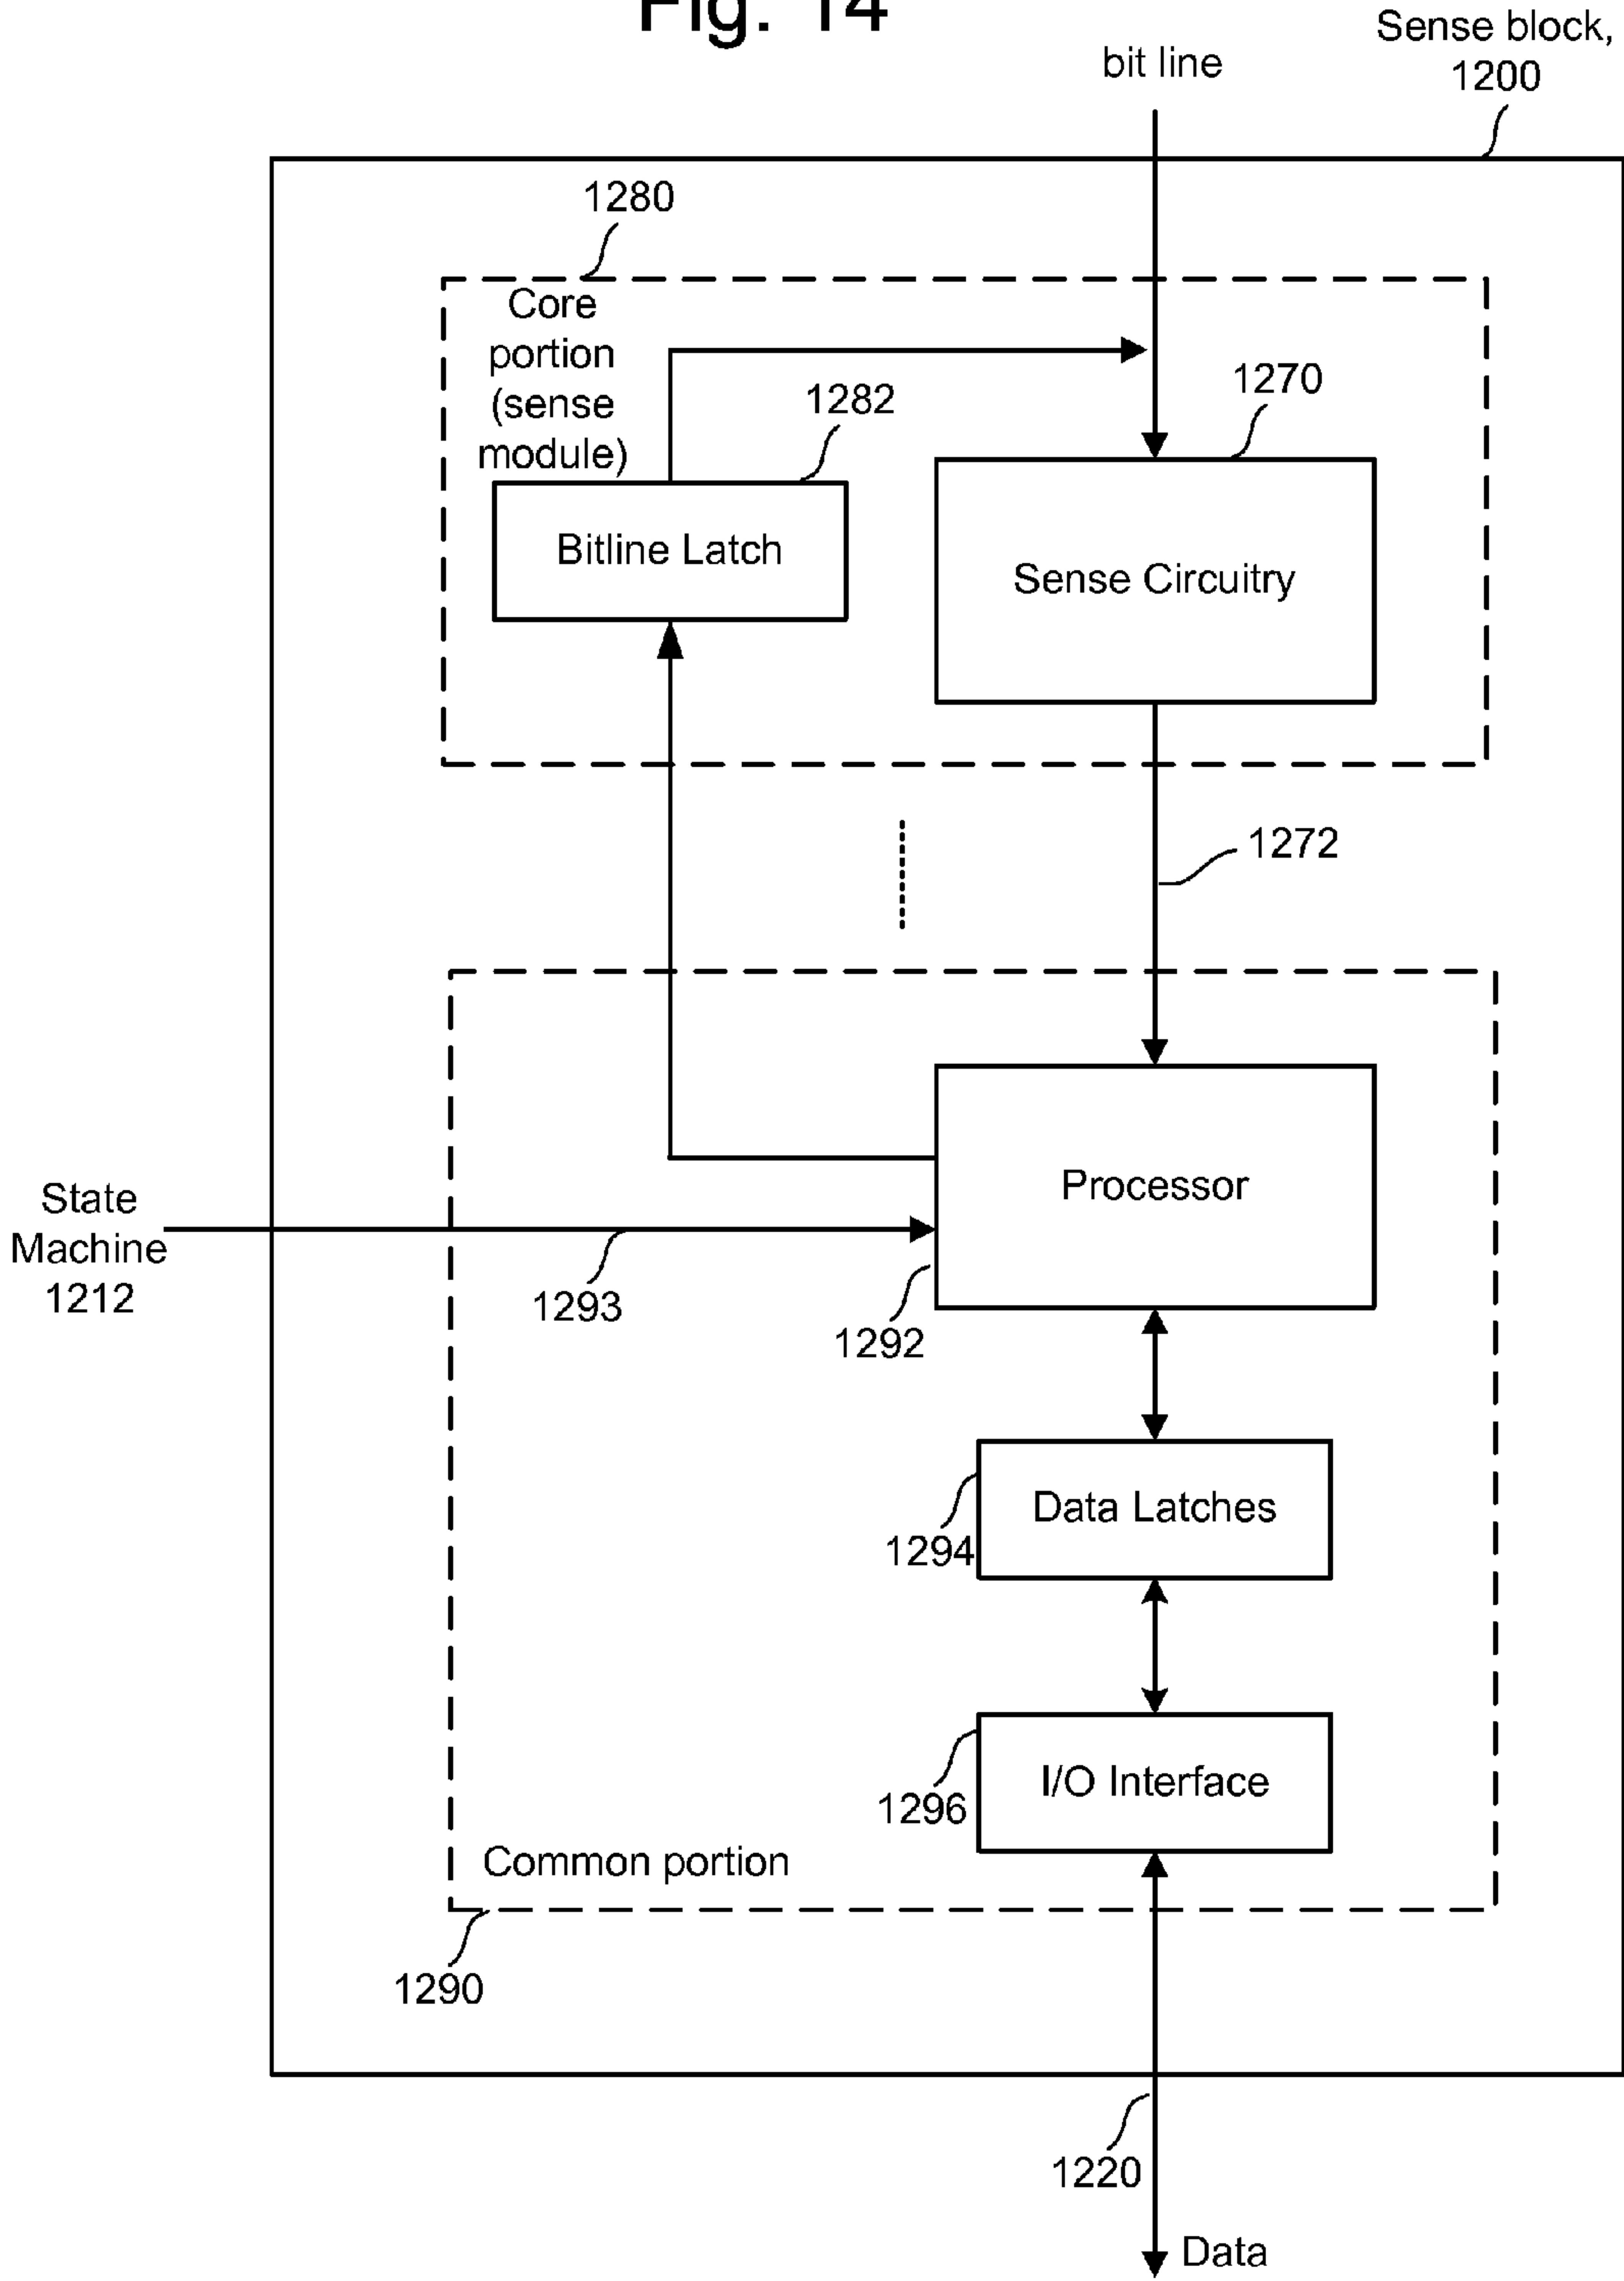 Fig. 14
Sense block,
1200
bit line
1280
Core
portion
(sense
module)
1282
1270
Bitline Latch
Sense Circuitry
1272
Processor
State
Machine
1212
1293
1292
Data Latches
1294
I/O Interface
1296
Common portion
1290
1220
Data